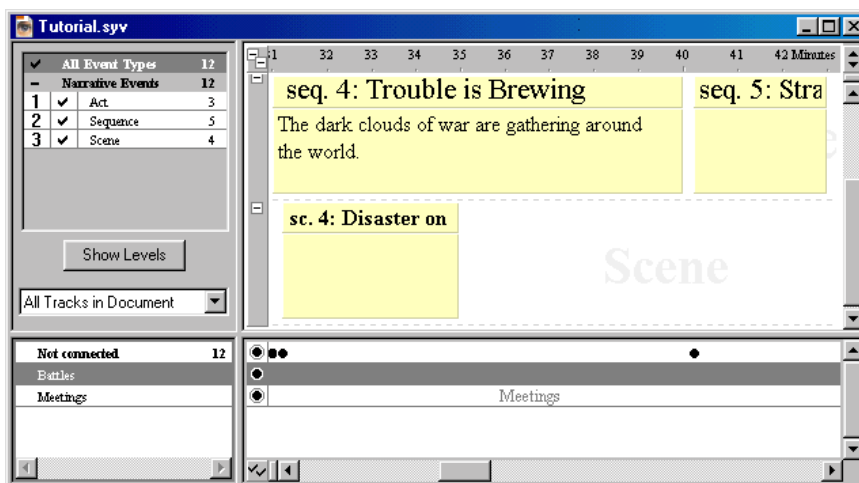 Tutorial.syv
All Event Types 12
Narrative Events 12
1 Act 3
2 Sequence 5
3 Scene 4
Show Levels
All Tracks in Document
32 33 34 35 36 37 38 39 40 41 42 Minutes
seq. 4: Trouble is Brewing
The dark clouds of war are gathering around
the world.
seq. 5: Stra
sc. 4: Disaster on
Scene
Not connected 12
Battles
Meetings
Meetings